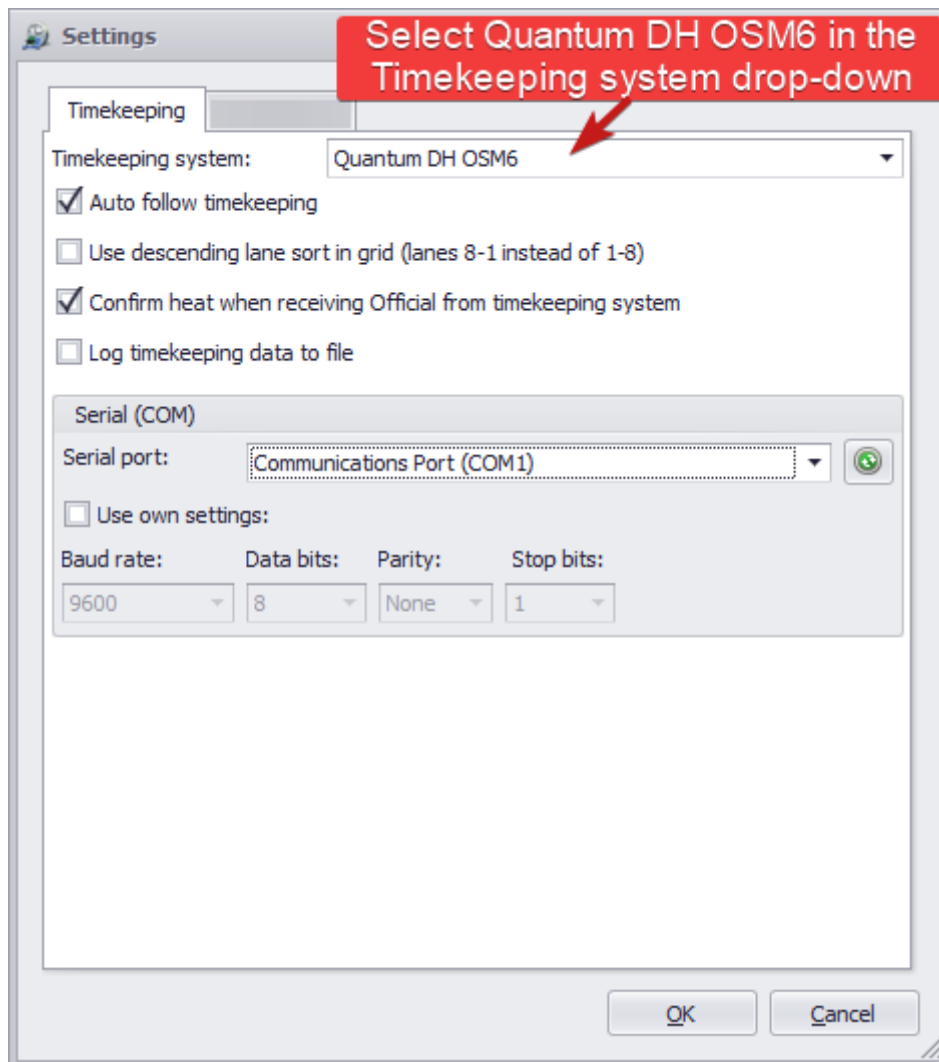 Settings
Select Quantum DH OSM6 in the
Timekeeping system drop-down
Timekeeping
Timekeeping system: Quantum DH OSM6
Auto follow timekeeping
Use descending lane sort in grid (lanes 8-1 instead of 1-8)
Confirm heat when receiving Official from timekeeping system
Log timekeeping data to file
Serial (COM)
Serial port: Communications Port (COM1)
Use own settings:
Baud rate: Data bits: Parity: Stop bits:
9600 8 None 1
OK Cancel